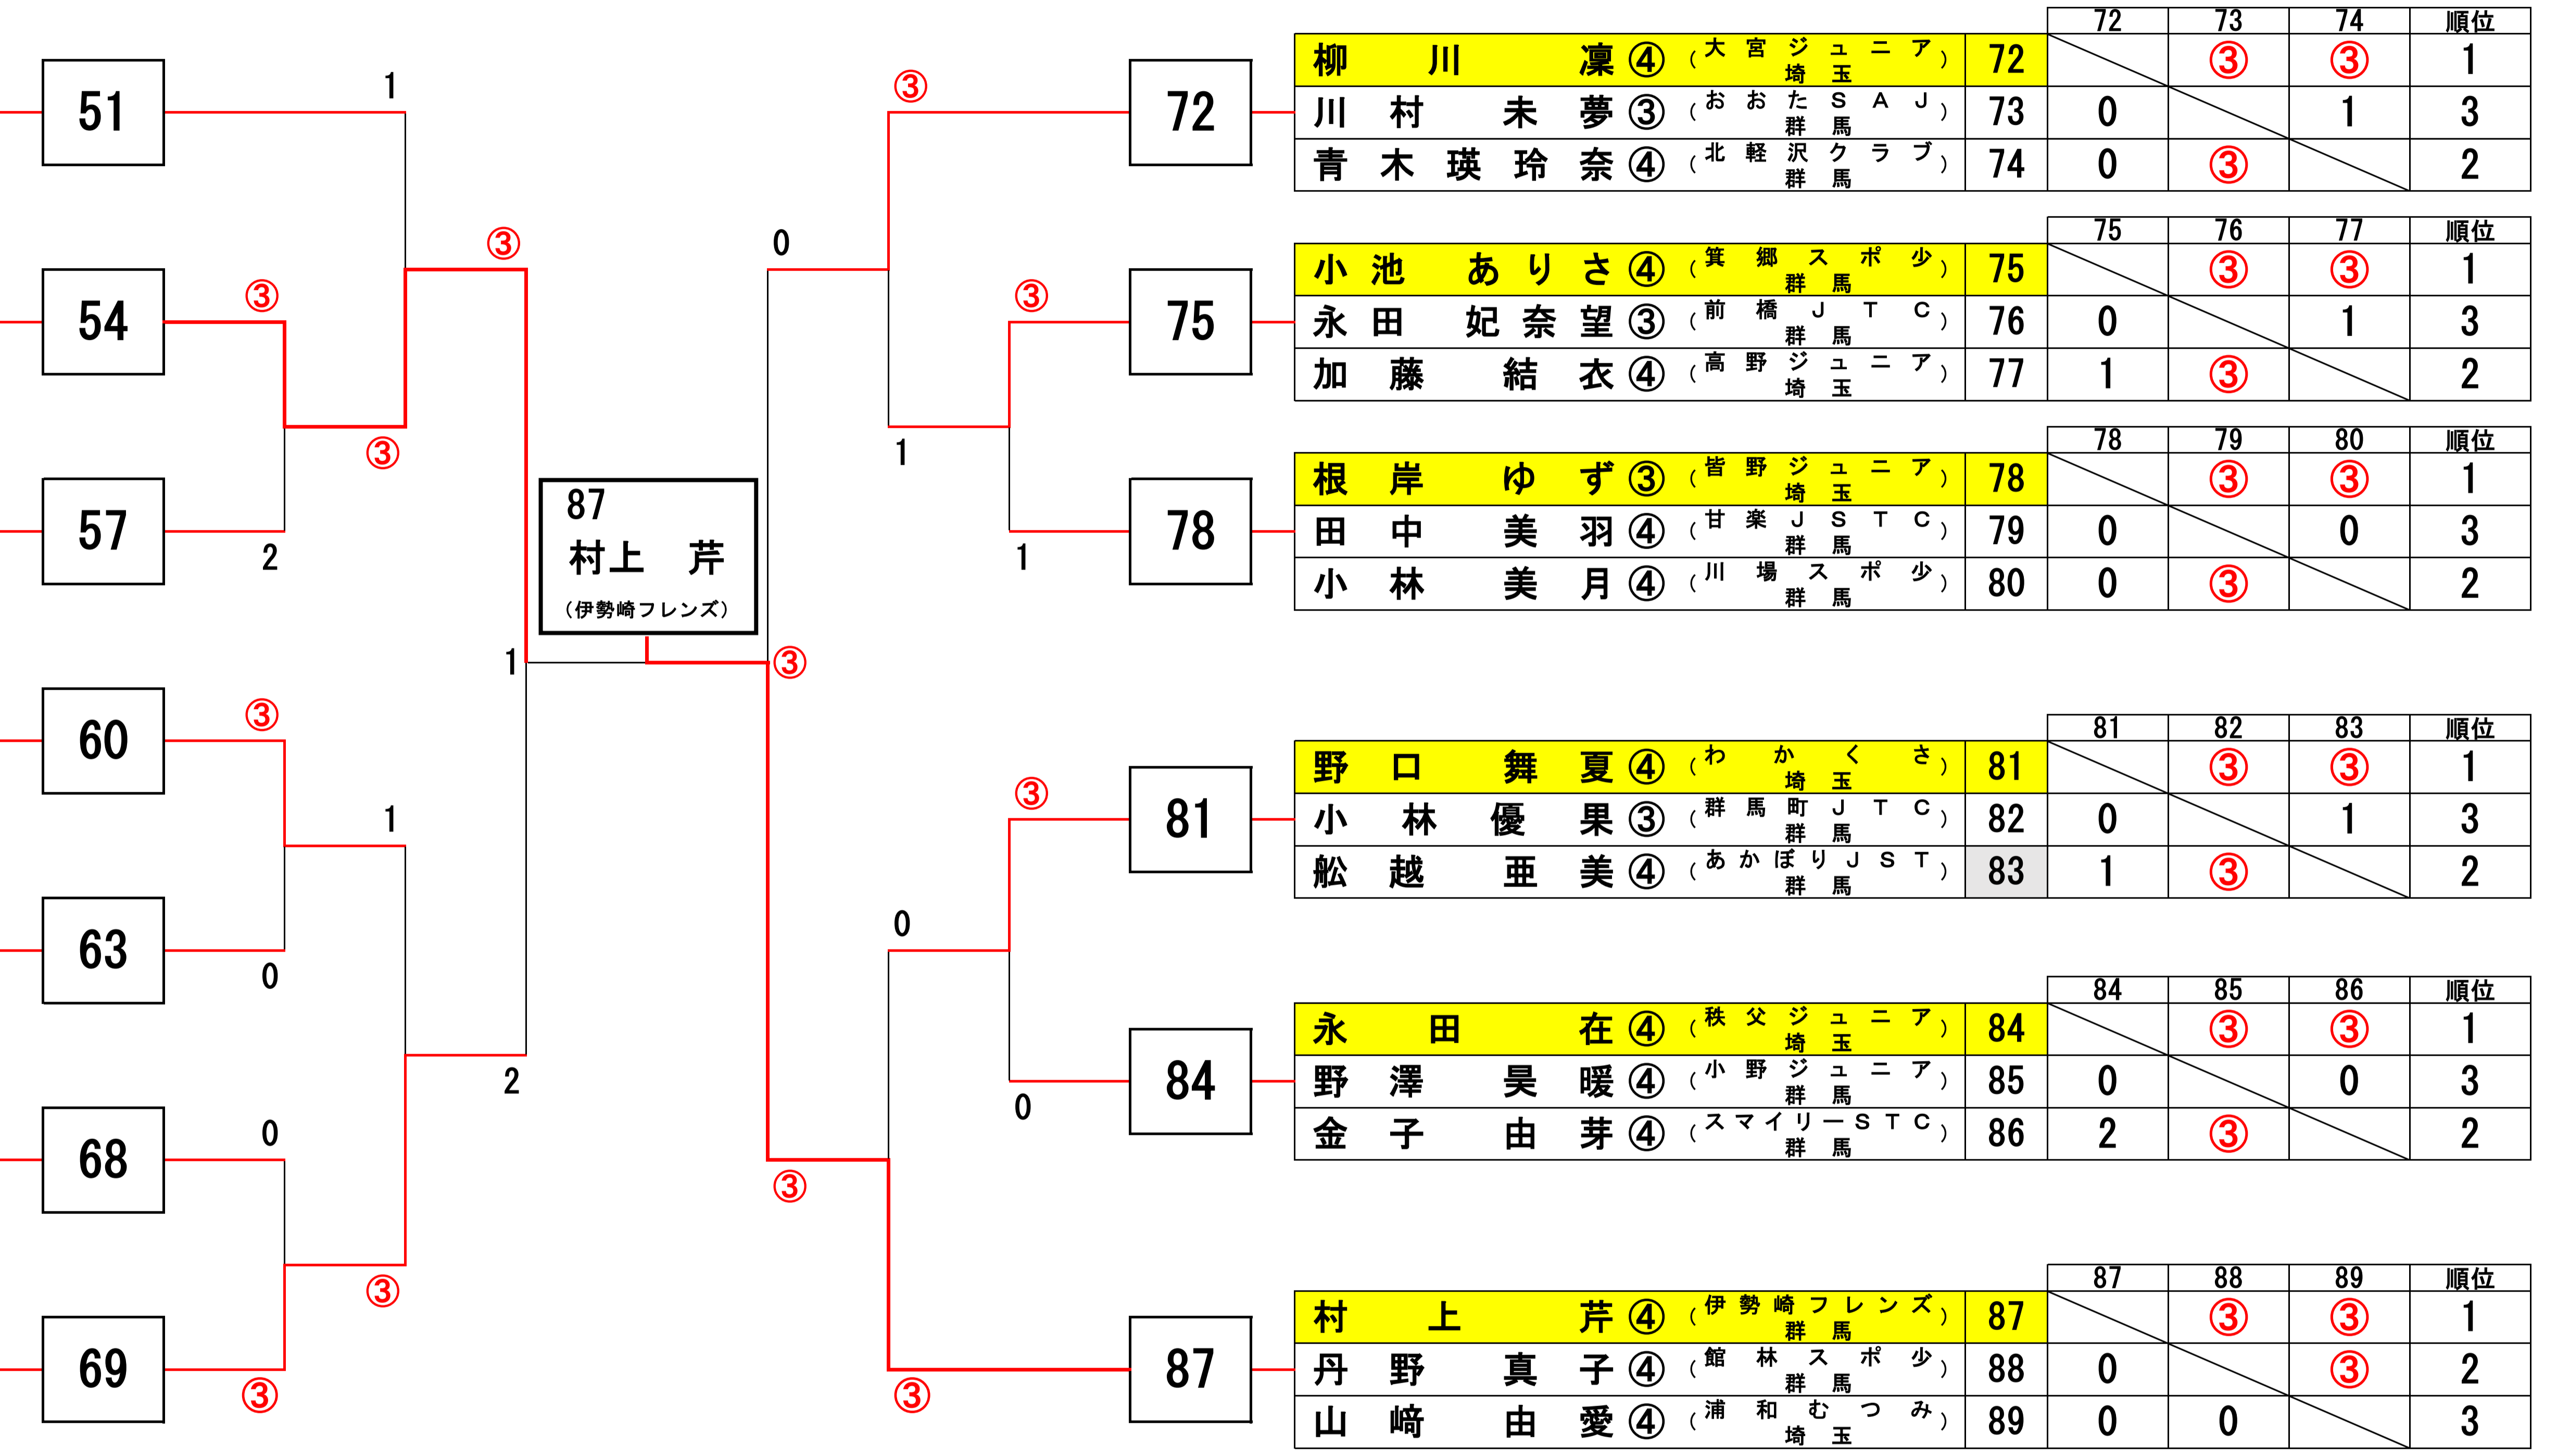 72 73 74 順位
柳川 凜④ (大宮ジュニア 埼玉) 72 ③ ③ 1
川村 未夢③ (おおたSAJ 群馬) 73 0 1 3
青木瑛玲奈④ (北軽沢クラブ 群馬) 74 0 ③ 2
75 76 77 順位
小池 ありさ④ (箕郷スポ少 群馬) 75 ③ ③ 1
永田 妃奈望③ (前橋JTC 群馬) 76 0 1 3
加藤 結衣④ (高野ジュニア 埼玉) 77 1 ③ 2
78 79 80 順位
根岸 ゆず③ (皆野ジュニア 埼玉) 78 ③ ③ 1
田中 美羽④ (甘楽JSTC 群馬) 79 0 0 3
小林 美月④ (川場スポ少 群馬) 80 0 ③ 2
81 82 83 順位
野口 舞夏④ (わかくさ 埼玉) 81 ③ ③ 1
小林優果③ (群馬町JTC 群馬) 82 0 1 3
舩越 亜美④ (あかぼりJST 群馬) 83 1 ③ 2
84 85 86 順位
永田 在④ (秩父ジュニア 埼玉) 84 ③ ③ 1
野澤 昊暖④ (小野ジュニア 群馬) 85 0 0 3
金子 由芽④ (スマイリーSTC 群馬) 86 2 ③ 2
87 88 89 順位
村上 芹④ (伊勢崎フレンズ 群馬) 87 ③ ③ 1
丹野 真子④ (館林スポ少 群馬) 88 0 ③ 2
山﨑 由愛④ (浦和むつみ 埼玉) 89 0 0 3
51
1
54
③
③
③
57
2
60
③
1
63
0
68
0
2
69
③
③
1
87
村上 芹
(伊勢崎フレンズ)
③
0
③
72
③
75
1
78
1
③
81
0
84
0
③
87
③